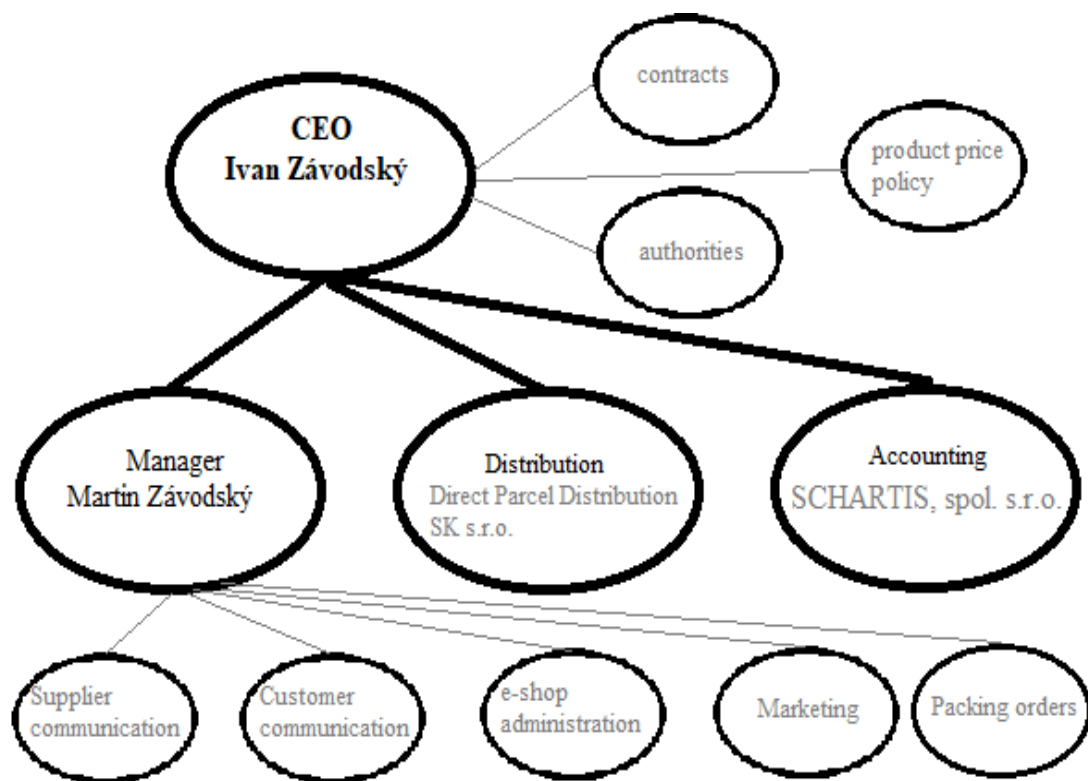 contracts
CEO
Ivan Závodský
product price
policy
authorities
Manager
Martin Závodský
Distribution
Direct Parcel Distribution
SK s.r.o.
Accounting
SCHARTIS, spol. s.r.o.
Supplier
communication
Customer
communication
e-shop
administration
Marketing
Packing orders